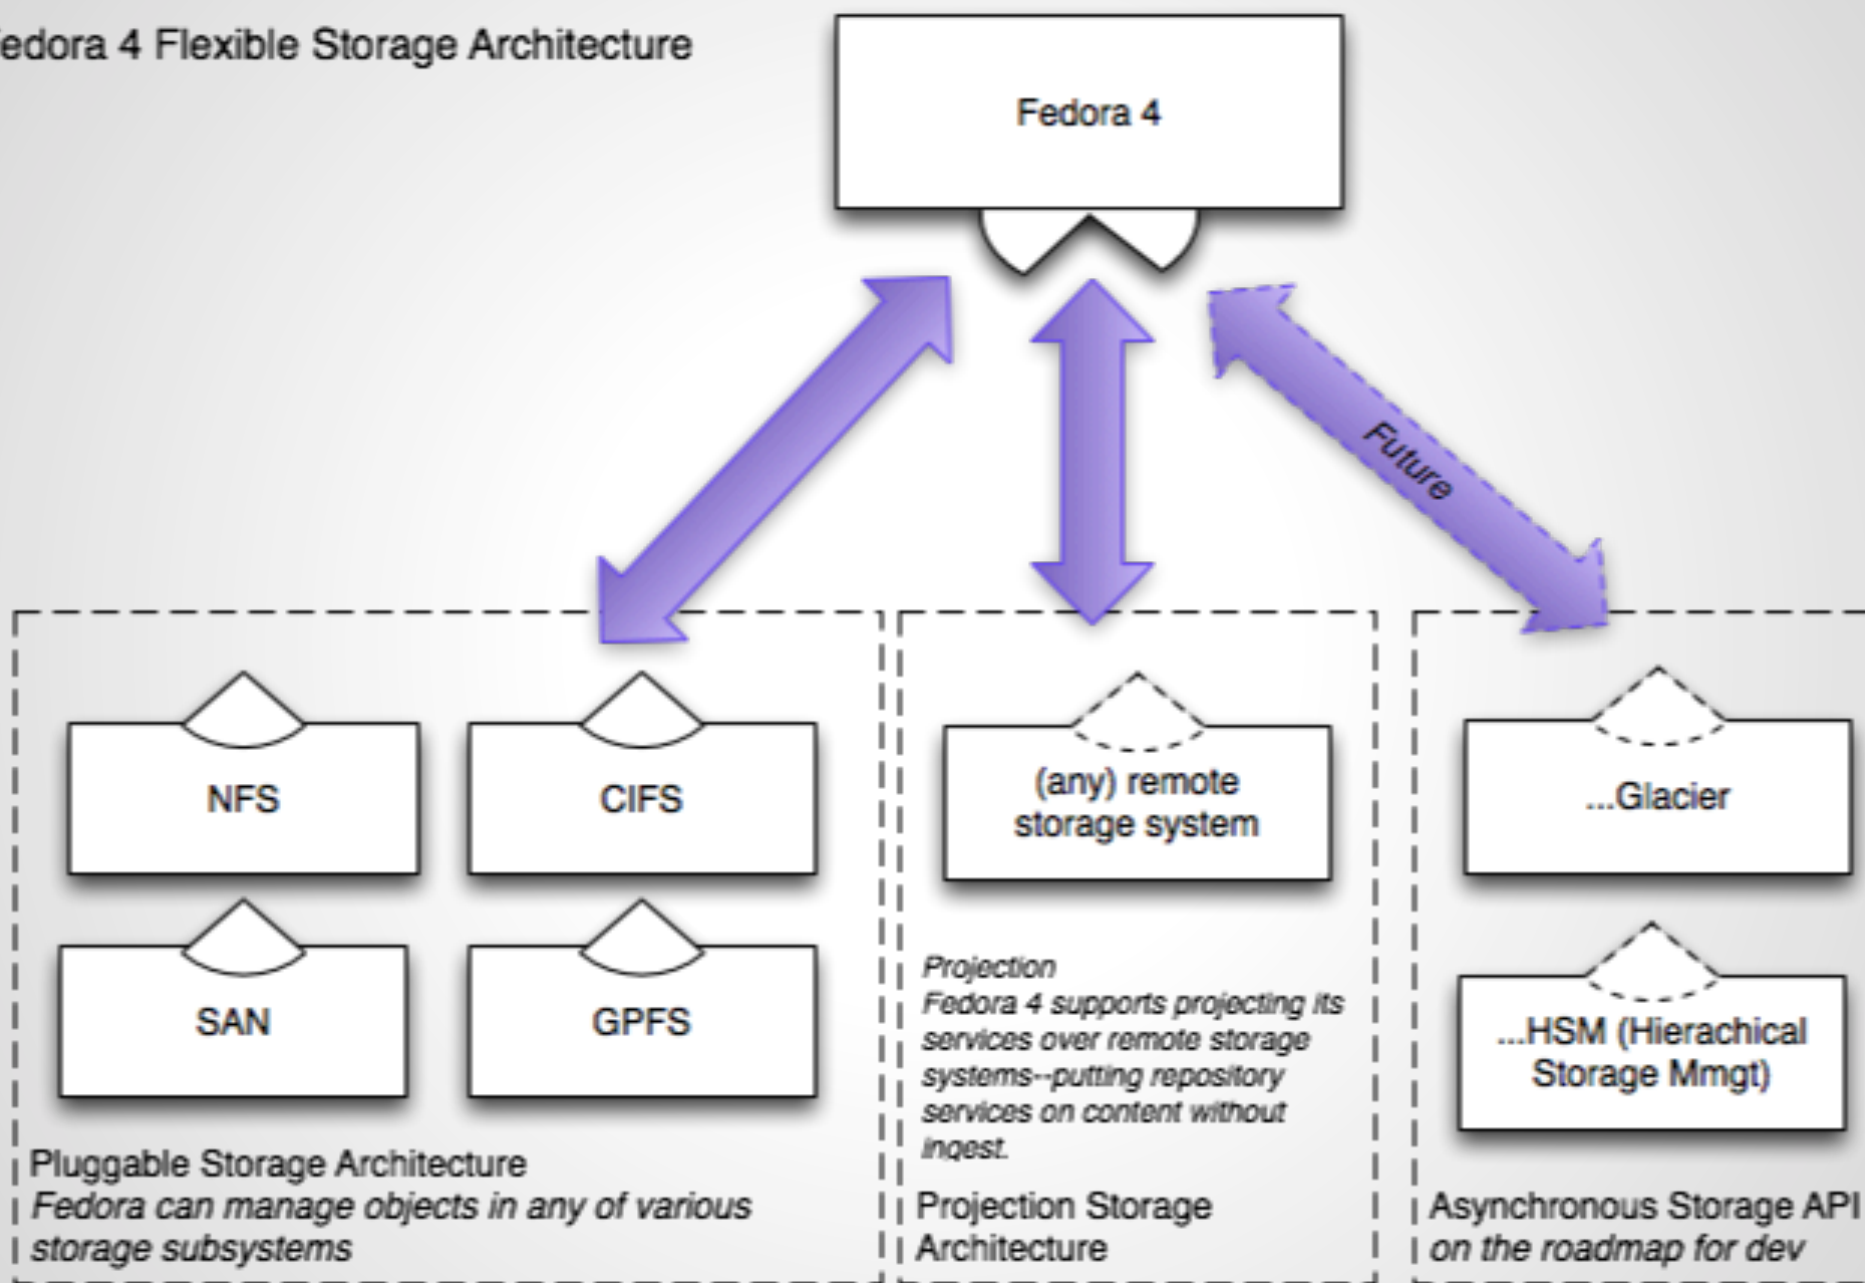 edora 4 Flexible Storage Architecture
Fedora 4
Future
NFS
CIFS
SAN
GPFS
Pluggable Storage Architecture
Fedora can manage objects in any of various
storage subsystems
(any) remote
storage system
Projection
Fedora 4 supports projecting its
services over remote storage
systems--putting repository
services on content without
ingest.
Projection Storage
Architecture
...Glacier
...HSM (Hierachical
Storage Mmgt)
Asynchronous Storage API
on the roadmap for dev